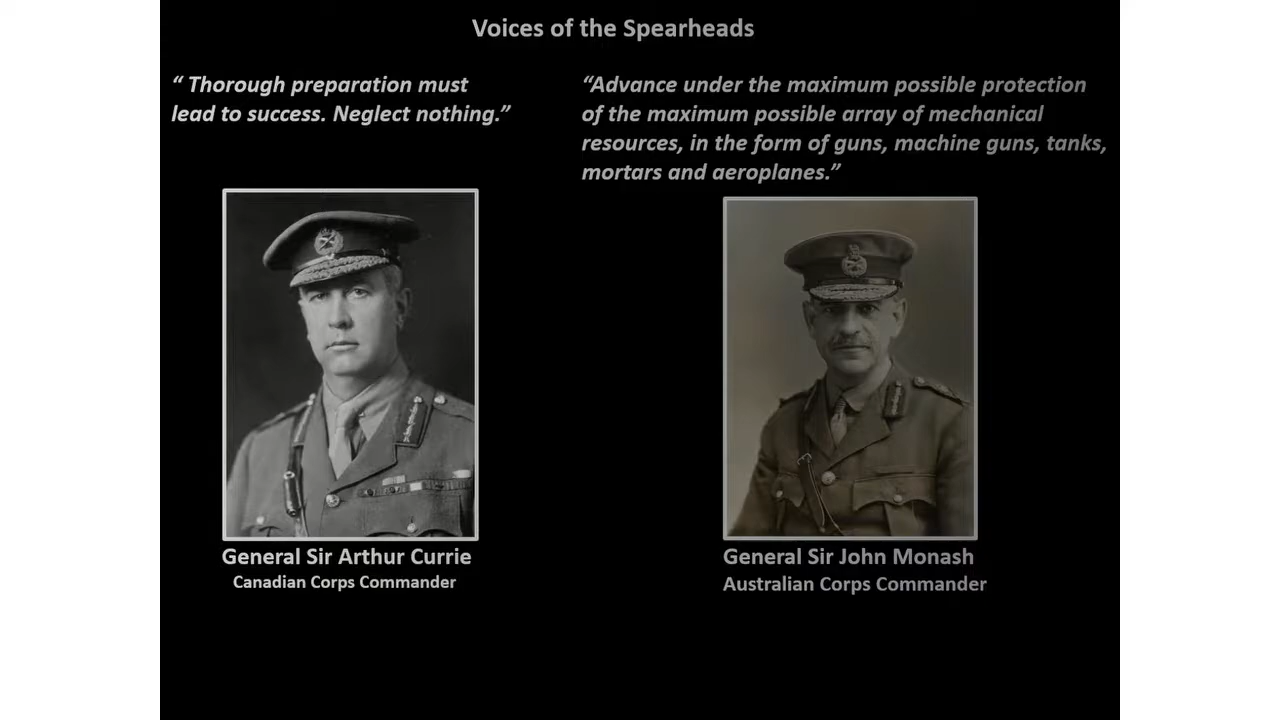 Voices of the Spearheads
“ Thorough preparation must
lead to success. Neglect nothing.”
“Advance under the maximum possible protection
of the maximum possible array of mechanical
resources, in the form of guns, machine guns, tanks,
mortars and aeroplanes.”
General Sir Arthur Currie
Canadian Corps Commander
General Sir John Monash
Australian Corps Commander